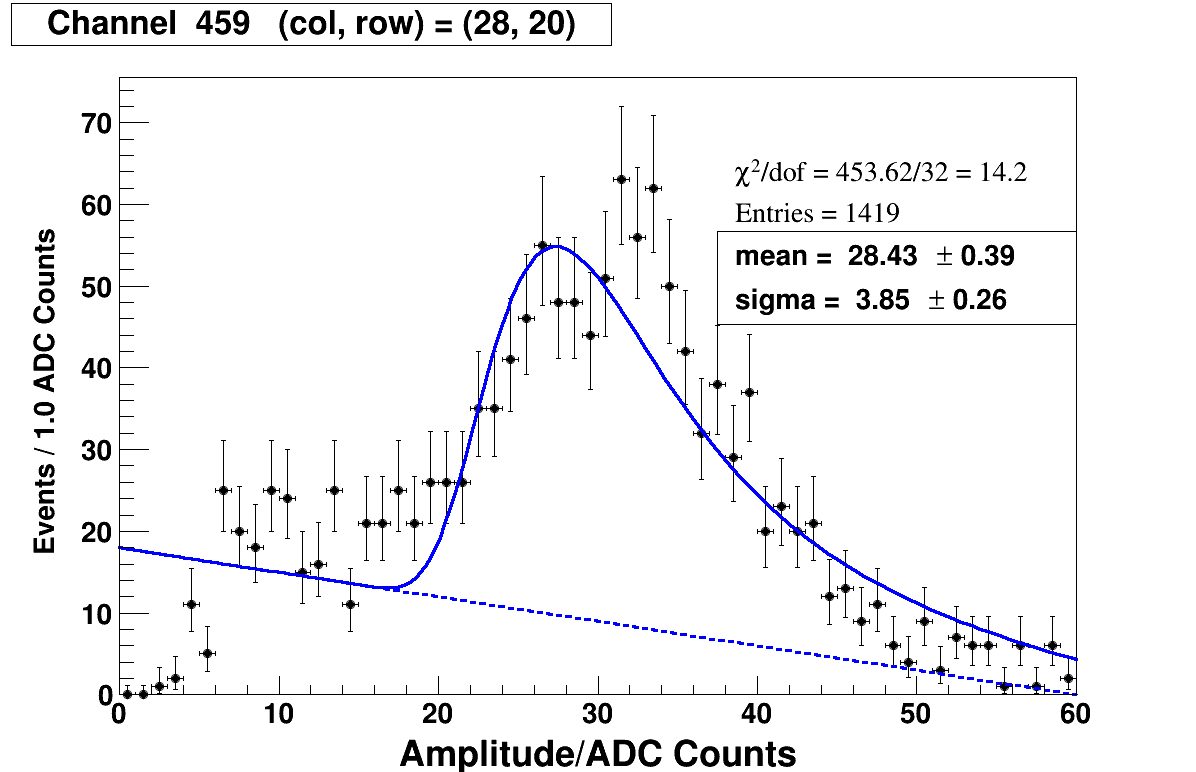 Channel 459 (col, row) = (28, 20)
χ²/dof = 453.62/32 = 14.2
Entries = 1419
mean = 28.43 ± 0.39
sigma = 3.85 ± 0.26
Events / 1.0 ADC Counts
70
60
50
40
30
20
10
0
0 10 20 30 40 50 60
Amplitude/ADC Counts